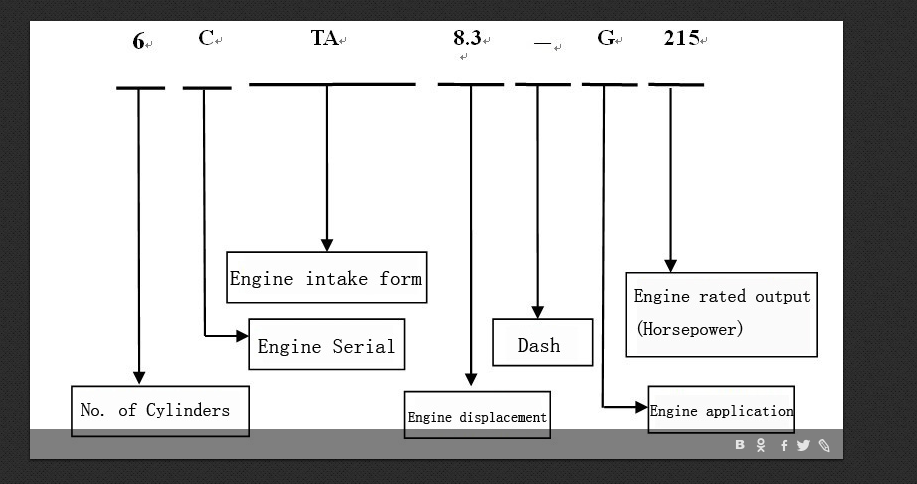 6 C TA 8.3 — G 215
Engine intake form
Engine rated output
(Horsepower)
Engine Serial
Dash
No. of Cylinders
Engine displacement
Engine application